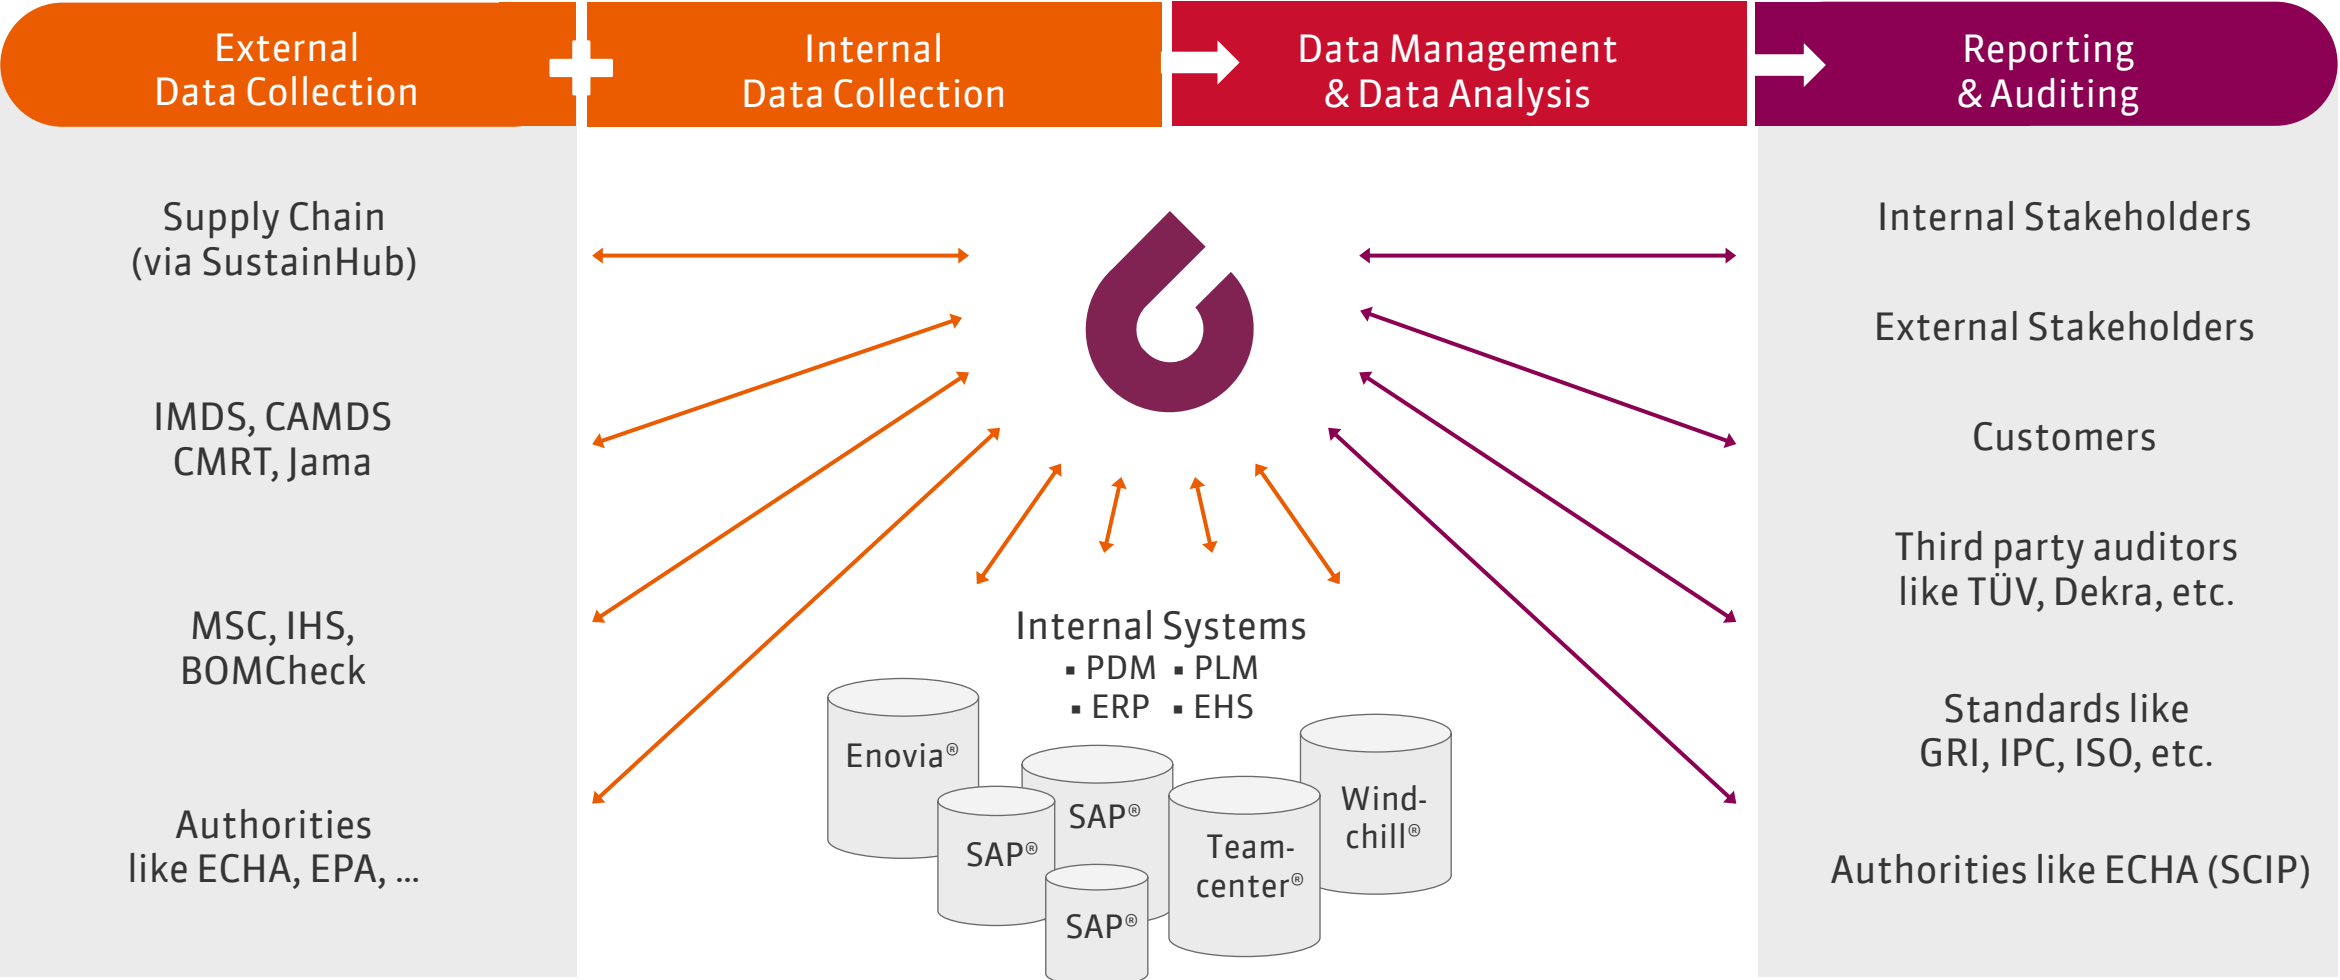 External
Data Collection
Internal
Data Collection
Data Management
& Data Analysis
Reporting
& Auditing
Supply Chain
(via SustainHub)
IMDS, CAMDS
CMRT, Jama
MSC, IHS,
BOMCheck
Authorities
like ECHA, EPA, ...
Internal Systems
▪ PDM ▪ PLM
▪ ERP ▪ EHS
Enovia®
SAP®
SAP®
SAP®
Team-
center®
Wind-
chill®
Internal Stakeholders
External Stakeholders
Customers
Third party auditors
like TÜV, Dekra, etc.
Standards like
GRI, IPC, ISO, etc.
Authorities like ECHA (SCIP)